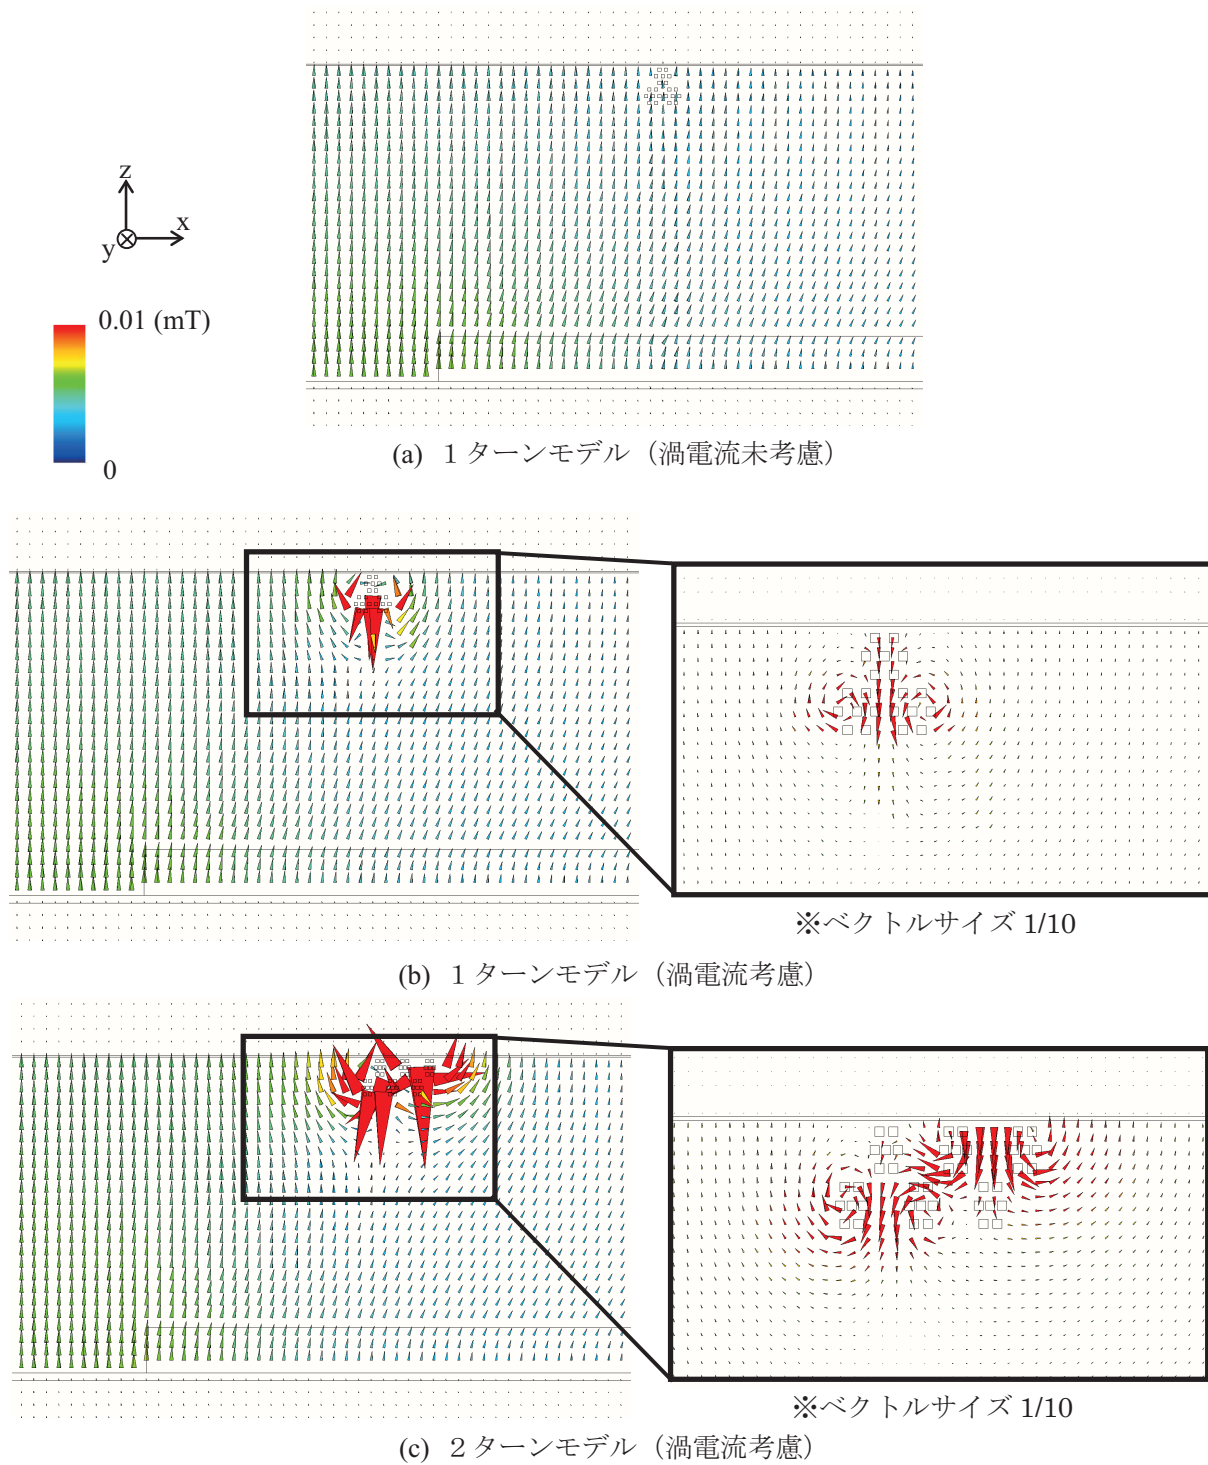 z
x
y
0.01 (mT)
0
(a) １ターンモデル（渦電流未考慮）
※ベクトルサイズ 1/10
(b) １ターンモデル（渦電流考慮）
※ベクトルサイズ 1/10
(c) ２ターンモデル（渦電流考慮）